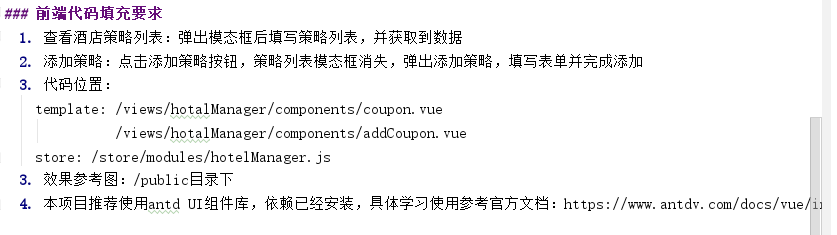 ### 前端代码填充要求
1. 查看酒店策略列表：弹出模态框后填写策略列表，并获取到数据
2. 添加策略：点击添加策略按钮，策略列表模态框消失，弹出添加策略，填写表单并完成添加
3. 代码位置：
template: /views/hotalManager/components/coupon.vue
/views/hotalManager/components/addCoupon.vue
store: /store/modules/hotelManager.js
3. 效果参考图：/public目录下
4. 本项目推荐使用antd UI组件库，依赖已经安装，具体学习使用参考官方文档：https://www.antdv.com/docs/vue/in